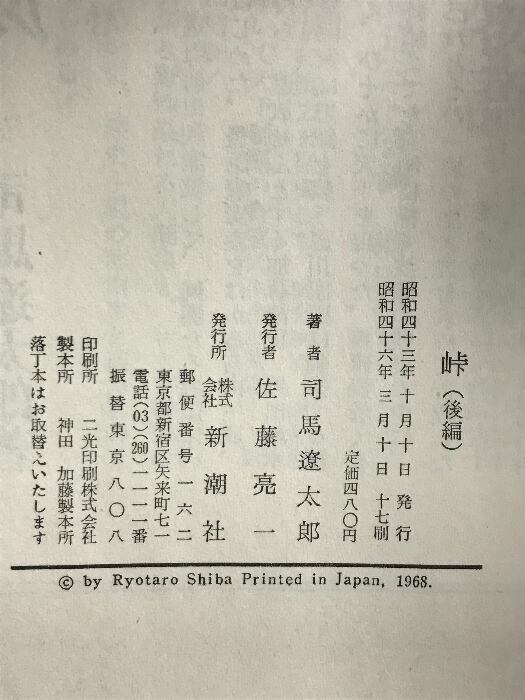 峠（後編）
昭和四十三年十月十日 発行
昭和四十六年三月十日 十七刷
定価四八〇円
著者 司馬遼太郎
発行者 佐藤亮一
発行所 株式会社 新潮社
郵便番号一六二
東京都新宿区矢来町七一
電話(03)(260)一一一一番
振替東京八〇八
印刷所 二光印刷株式会社
製本所 神田 加藤製本所
落丁本はお取替えいたします
© by Ryotaro Shiba Printed in Japan, 1968.